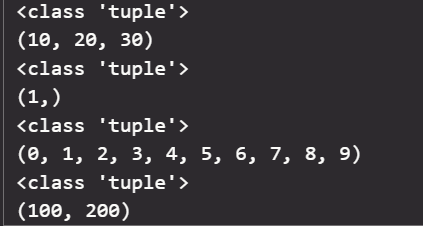 <class 'tuple'>
(10, 20, 30)
<class 'tuple'>
(1,)
<class 'tuple'>
(0, 1, 2, 3, 4, 5, 6, 7, 8, 9)
<class 'tuple'>
(100, 200)